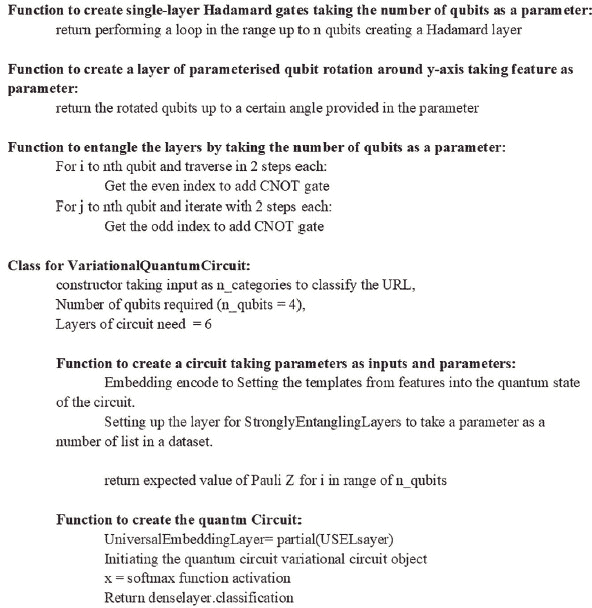 Function to create single-layer Hadamard gates taking the number of qubits as a parameter:
return performing a loop in the range up to n qubits creating a Hadamard layer
Function to create a layer of parameterised qubit rotation around y-axis taking feature as
parameter:
return the rotated qubits up to a certain angle provided in the parameter
Function to entangle the layers by taking the number of qubits as a parameter:
For i to nth qubit and traverse in 2 steps each:
Get the even index to add CNOT gate
For j to nth qubit and iterate with 2 steps each:
Get the odd index to add CNOT gate
Class for VariationalQuantumCircuit:
constructor taking input as n_categories to classify the URL,
Number of qubits required (n_qubits = 4),
Layers of circuit need = 6
Function to create a circuit taking parameters as inputs and parameters:
Embedding encode to Setting the templates from features into the quantum state
of the circuit.
Setting up the layer for StronglyEntanglingLayers to take a parameter as a
number of list in a dataset.
return expected value of Pauli Z for i in range of n_qubits
Function to create the quantm Circuit:
UniversalEmbeddingLayer= partial(USELsayer)
Initiating the quantum circuit variational circuit object
x = softmax function activation
Return denselayer.classification